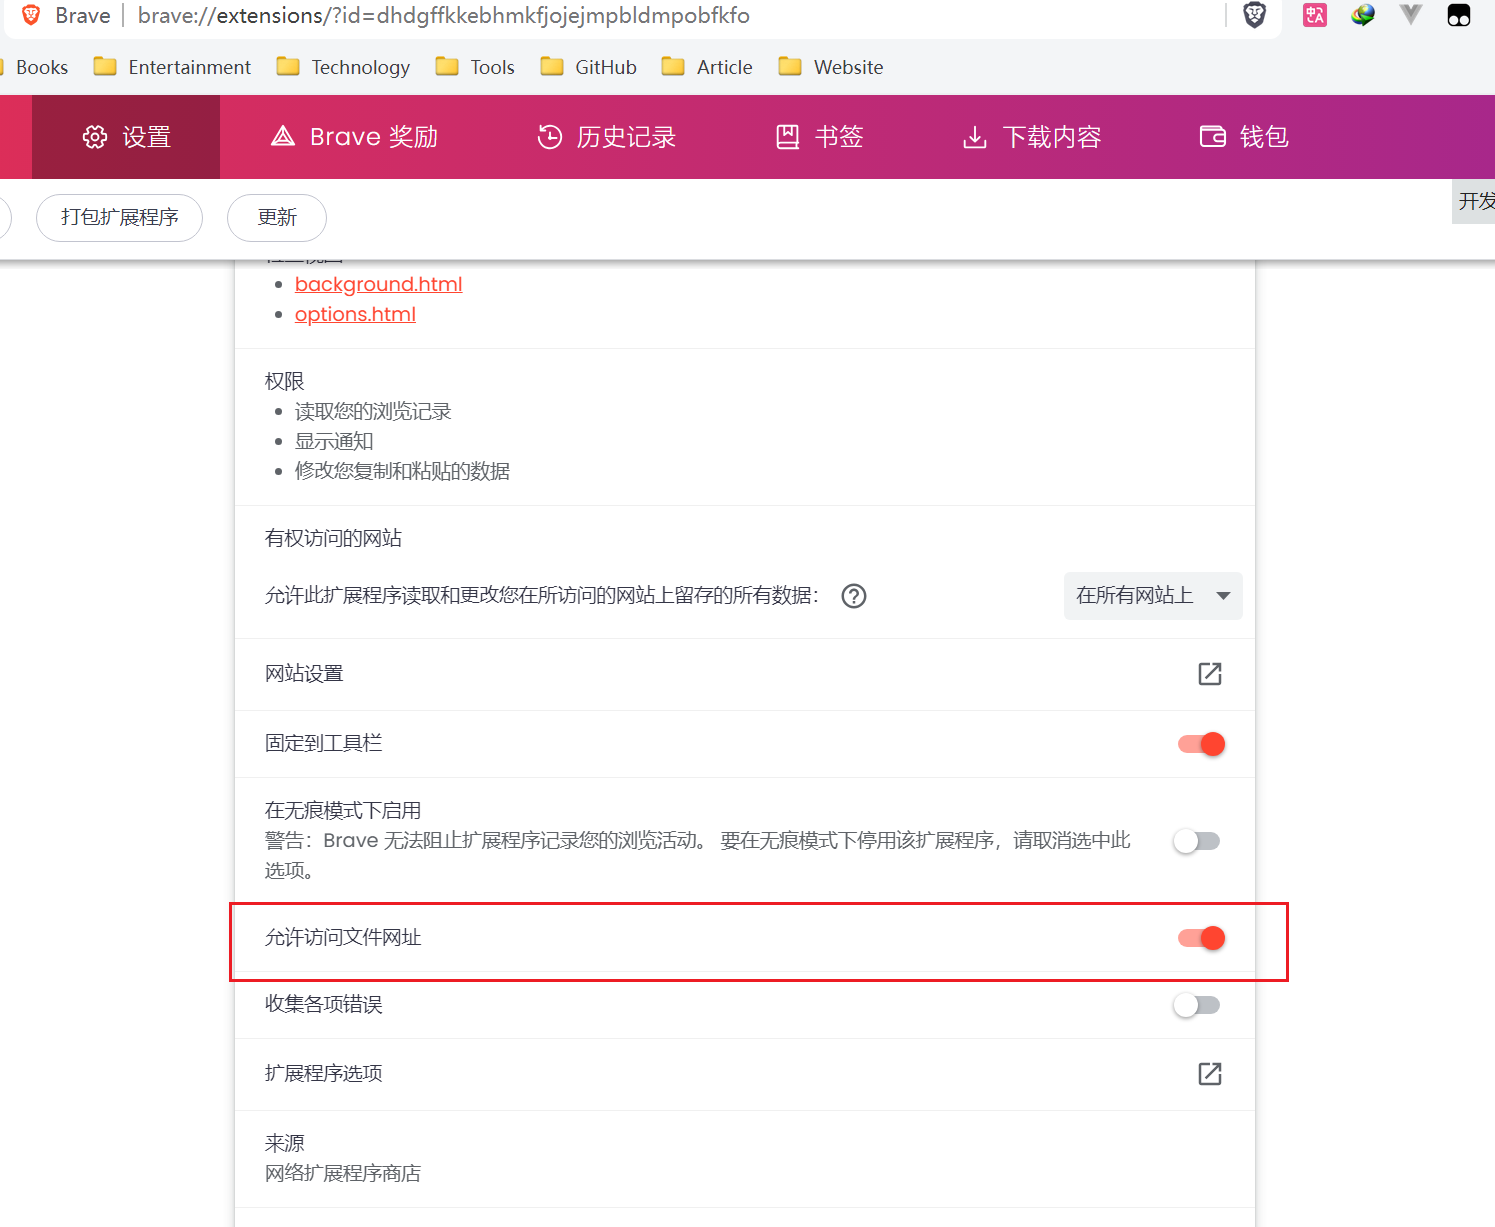 Brave brave://extensions/?id=dhdgffkkebhmkfjojejmpbldmpobfkfo
Books Entertainment Technology Tools GitHub Article Website
设置 Brave 奖励 历史记录 书签 下载内容 钱包
打包扩展程序 更新 开发
background.html
options.html
权限
读取您的浏览记录
显示通知
修改您复制和粘贴的数据
有权访问的网站
允许此扩展程序读取和更改您在所访问的网站上留存的所有数据： 在所有网站上
网站设置
固定到工具栏
在无痕模式下启用
警告：Brave 无法阻止扩展程序记录您的浏览活动。 要在无痕模式下停用该扩展程序，请取消选中此
选项。
允许访问文件网址
收集各项错误
扩展程序选项
来源
网络扩展程序商店